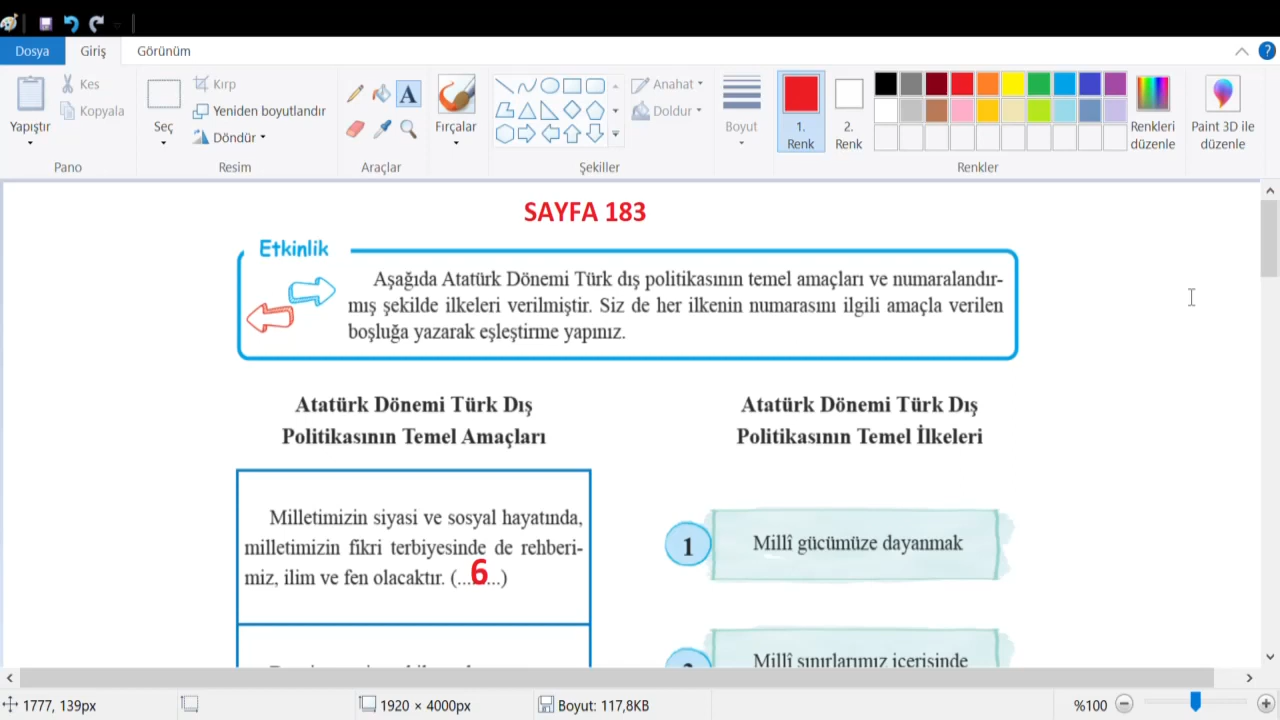 Dosya Giriş Görünüm
Yapıştır
Kes
Kopyala
Pano
Seç
Kırp
Yeniden boyutlandır
Döndür
Resim
A
Araçlar
Fırçalar
Anahat
Doldur
Şekiller
Boyut
1.
Renk
2.
Renk
Renkleri
düzenle
Renkler
Paint 3D ile
düzenle
SAYFA 183
Etkinlik
Aşağıda Atatürk Dönemi Türk dış politikasının temel amaçları ve numaralandır-
mış şekilde ilkeleri verilmiştir. Siz de her ilkenin numarasını ilgili amaçla verilen
boşluğa yazarak eşleştirme yapınız.
Atatürk Dönemi Türk Dış
Politikasının Temel Amaçları
Milletimizin siyasi ve sosyal hayatında,
milletimizin fikri terbiyesinde de rehberi-
miz, ilim ve fen olacaktır. (...6...)
Atatürk Dönemi Türk Dış
Politikasının Temel İlkeleri
1 Millî gücümüze dayanmak
2 Millî sınırlarımız içerisinde
1777, 139px
1920 × 4000px
Boyut: 117,8KB
%100